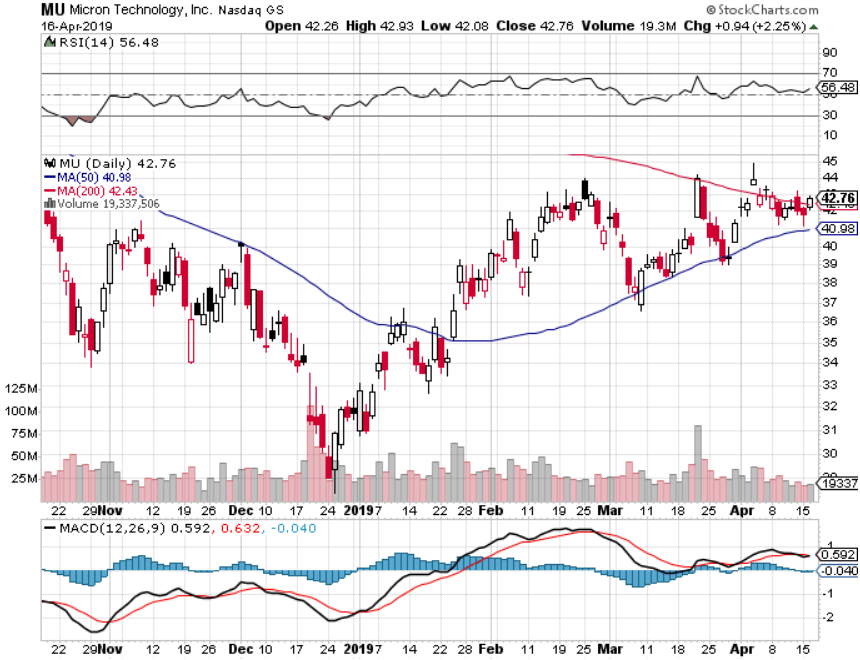 MU Micron Technology, Inc. Nasdaq GS © StockCharts.com
16-Apr-2019 Open 42.26 High 42.93 Low 42.08 Close 42.76 Volume 19.3M Chg +0.94 (+2.25%)
RSI(14) 56.48
90
70
56.48
30
10
MU (Daily) 42.76
MA(50) 40.98
MA(200) 42.43
Volume 19,337,506
45
44
42.76
40.98
40
39
38
37
36
35
34
33
32
31
30
125M
100M
75M
50M
25M
19337
22 29 Nov 12 19 26 Dec 10 17 24 2019 7 14 22 28 Feb 11 19 25 Mar 11 18 25 Apr 8 15
MACD(12,26,9) 0.592, 0.632, -0.040
1
0.592
-0.040
-1
-2
22 29 Nov 12 19 26 Dec 10 17 24 2019 7 14 22 28 Feb 11 19 25 Mar 11 18 25 Apr 8 15